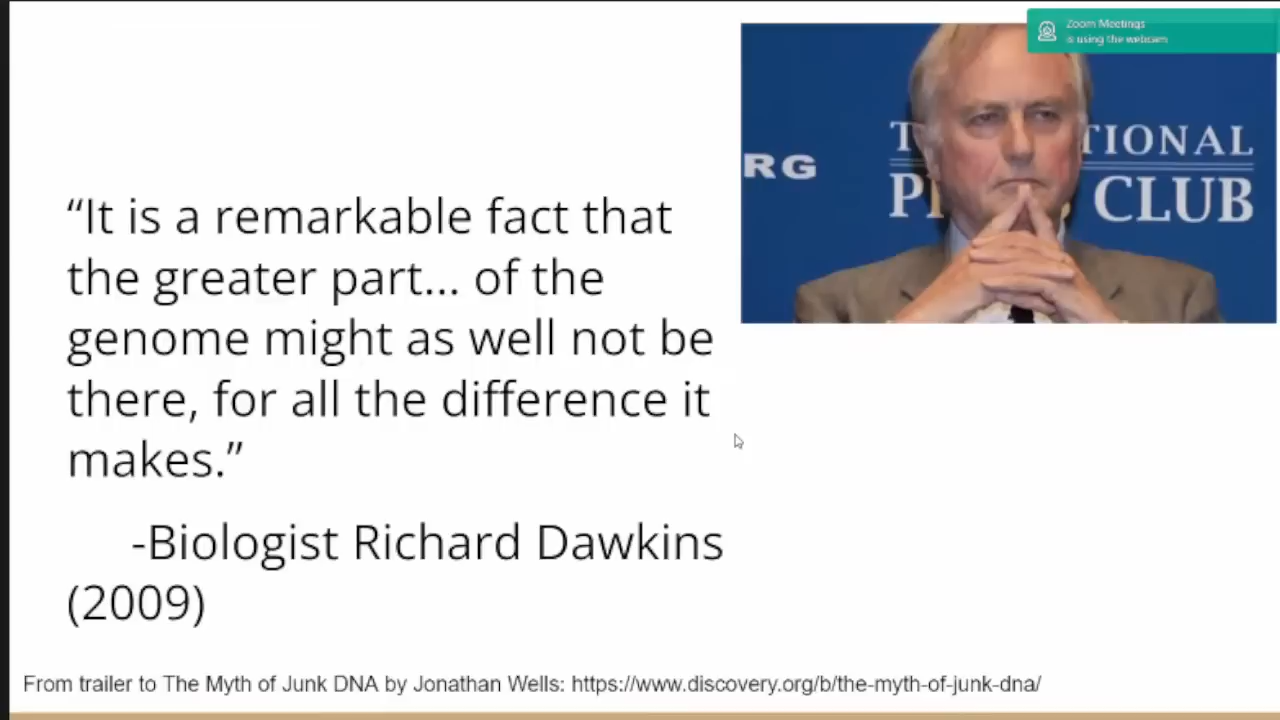 Zoom Meetings
is using the webcam
RG
TIONAL
CLUB
“It is a remarkable fact that
the greater part... of the
genome might as well not be
there, for all the difference it
makes.”
-Biologist Richard Dawkins
(2009)
From trailer to The Myth of Junk DNA by Jonathan Wells: https://www.discovery.org/b/the-myth-of-junk-dna/